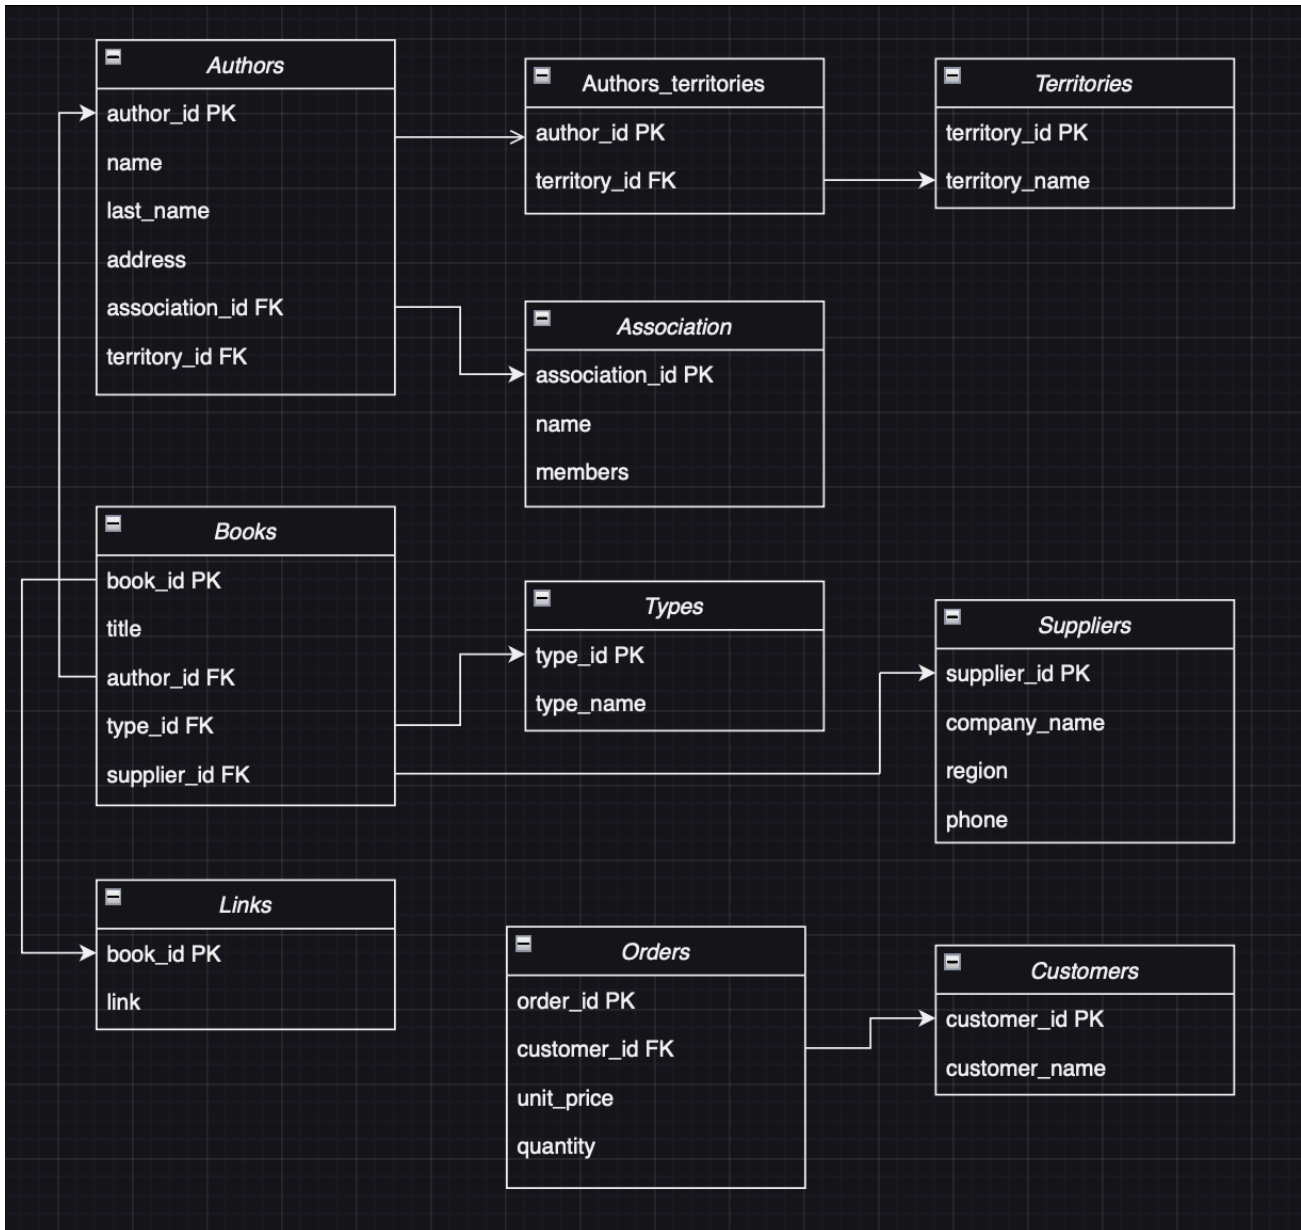 Authors
author_id PK
name
last_name
address
association_id FK
territory_id FK
Authors_territories
author_id PK
territory_id FK
Territories
territory_id PK
territory_name
Association
association_id PK
name
members
Books
book_id PK
title
author_id FK
type_id FK
supplier_id FK
Types
type_id PK
type_name
Suppliers
supplier_id PK
company_name
region
phone
Links
book_id PK
link
Orders
order_id PK
customer_id FK
unit_price
quantity
Customers
customer_id PK
customer_name